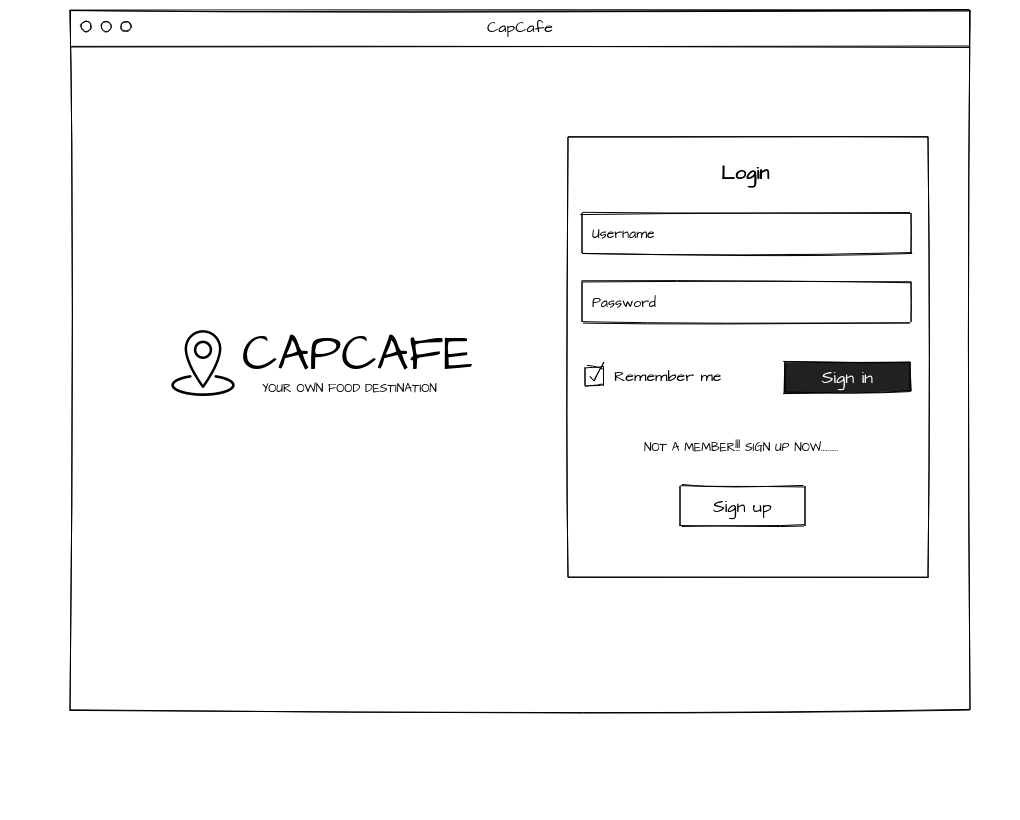 CapCafe
CAPCAFE
YOUR OWN FOOD DESTINATION
Login
Username
Password
Remember me
Sign in
NOT A MEMBER!!! SIGN UP NOW.........
Sign up